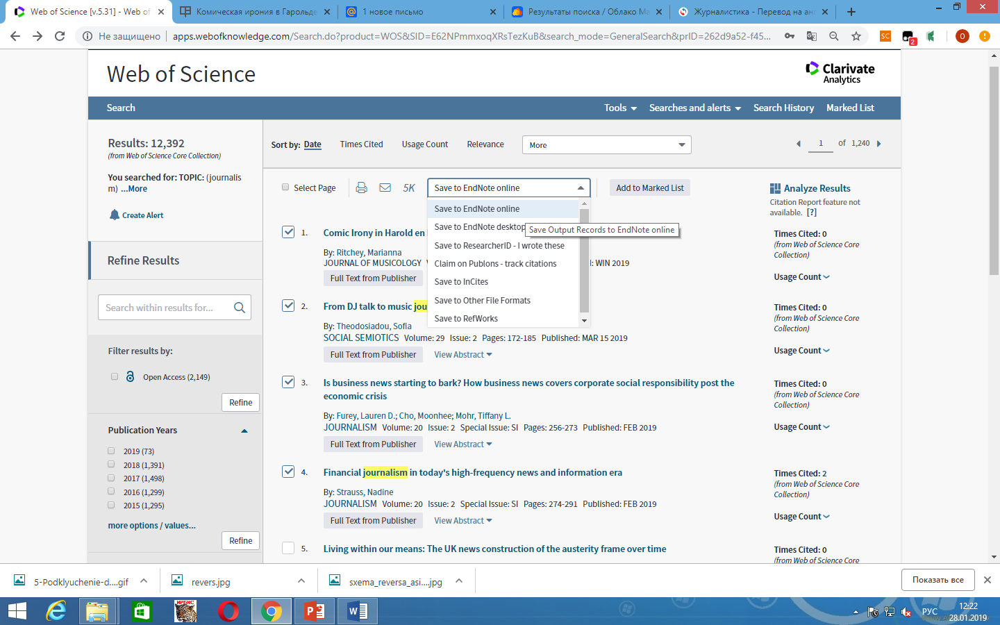 Web of Science [v.5.31] - Web of
Комическая ирония в Гарольде
1 новое письмо
Результаты поиска / Облако Ma
Журналистика - Перевод на ан
Не защищено
apps.webofknowledge.com/Search.do?product=WOS&SID=E62NPmmxoqXRsTezKuB&search_mode=GeneralSearch&prID=262d9a52-f45...
SC
2
O
Web of Science
Clarivate
Analytics
Search
Tools
Searches and alerts
Search History
Marked List
Results: 12,392
(from Web of Science Core Collection)
You searched for: TOPIC: (journalis
m) ...More
Create Alert
Sort by:
Date
Times Cited
Usage Count
Relevance
More
1
of 1,240
Select Page
5K
Save to EndNote online
Add to Marked List
Save to EndNote online
Save to EndNote desktop
Save Output Records to EndNote online
Save to ResearcherID - I wrote these
Claim on Publons - track citations
Save to InCites
Save to Other File Formats
Save to RefWorks
Analyze Results
Citation Report feature not
available. [?]
Refine Results
Search within results for...
Filter results by:
Open Access (2,149)
Refine
Publication Years
2019 (73)
2018 (1,391)
2017 (1,498)
2016 (1,299)
2015 (1,295)
more options / values...
Refine
1.
Comic Irony in Harold en
By: Ritchey, Marianna
JOURNAL OF MUSICOLOGY
: WIN 2019
Full Text from Publisher
Times Cited: 0
(from Web of Science Core
Collection)
Usage Count
2.
From DJ talk to music jou
By: Theodosiadou, Sofia
SOCIAL SEMIOTICS Volume: 29 Issue: 2 Pages: 172-185 Published: MAR 15 2019
Full Text from Publisher
View Abstract
Times Cited: 0
(from Web of Science Core
Collection)
Usage Count
3.
Is business news starting to bark? How business news covers corporate social responsibility post the
economic crisis
By: Furey, Lauren D.; Cho, Moonhee; Mohr, Tiffany L.
JOURNALISM Volume: 20 Issue: 2 Special Issue: SI Pages: 256-273 Published: FEB 2019
Full Text from Publisher
View Abstract
Times Cited: 0
(from Web of Science Core
Collection)
Usage Count
4.
Financial journalism in today's high-frequency news and information era
By: Strauss, Nadine
JOURNALISM Volume: 20 Issue: 2 Special Issue: SI Pages: 274-291 Published: FEB 2019
Full Text from Publisher
View Abstract
Times Cited: 2
(from Web of Science Core
Collection)
Usage Count
5.
Living within our means: The UK news construction of the austerity frame over time
Times Cited: 0
(from Web of Science Core
5-Podklyuchenie-d....gif
revers.jpg
sxema_reversa_asi....jpg
Показать все
ИРБИС
РУС
12:22
28.01.2019